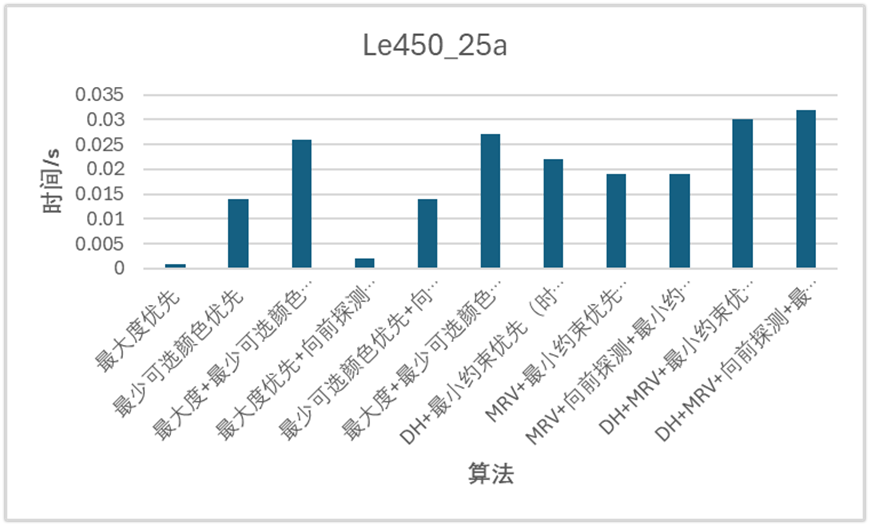 Le450_25a
0.035
0.03
0.025
0.02
0.015
0.01
0.005
0
时间/s
最大度优先
最少可选颜色优先
最大度+最少可选颜色…
最大度优先+向前探测…
最少可选颜色优先+向…
最大度+最少可选颜色…
DH+最小约束优先（时…
MRV+最小约束优先…
MRV+向前探测+最小约…
DH+MRV+最小约束优…
DH+MRV+向前探测+最…
算法